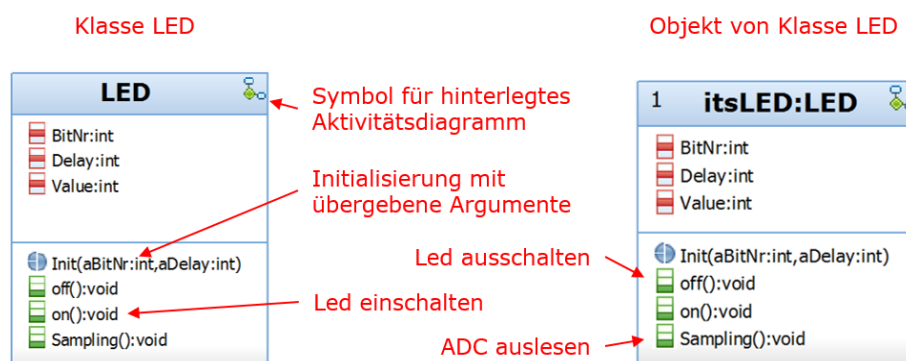 Klasse LED
Objekt von Klasse LED
LED
BitNr:int
Delay:int
Value:int
Init(aBitNr:int,aDelay:int)
off():void
on():void
Sampling():void
Symbol für hinterlegtes
Aktivitätsdiagramm
Initialisierung mit
übergebene Argumente
Led ausschalten
Led einschalten
ADC auslesen
1 itsLED:LED
BitNr:int
Delay:int
Value:int
Init(aBitNr:int,aDelay:int)
off():void
on():void
Sampling():void